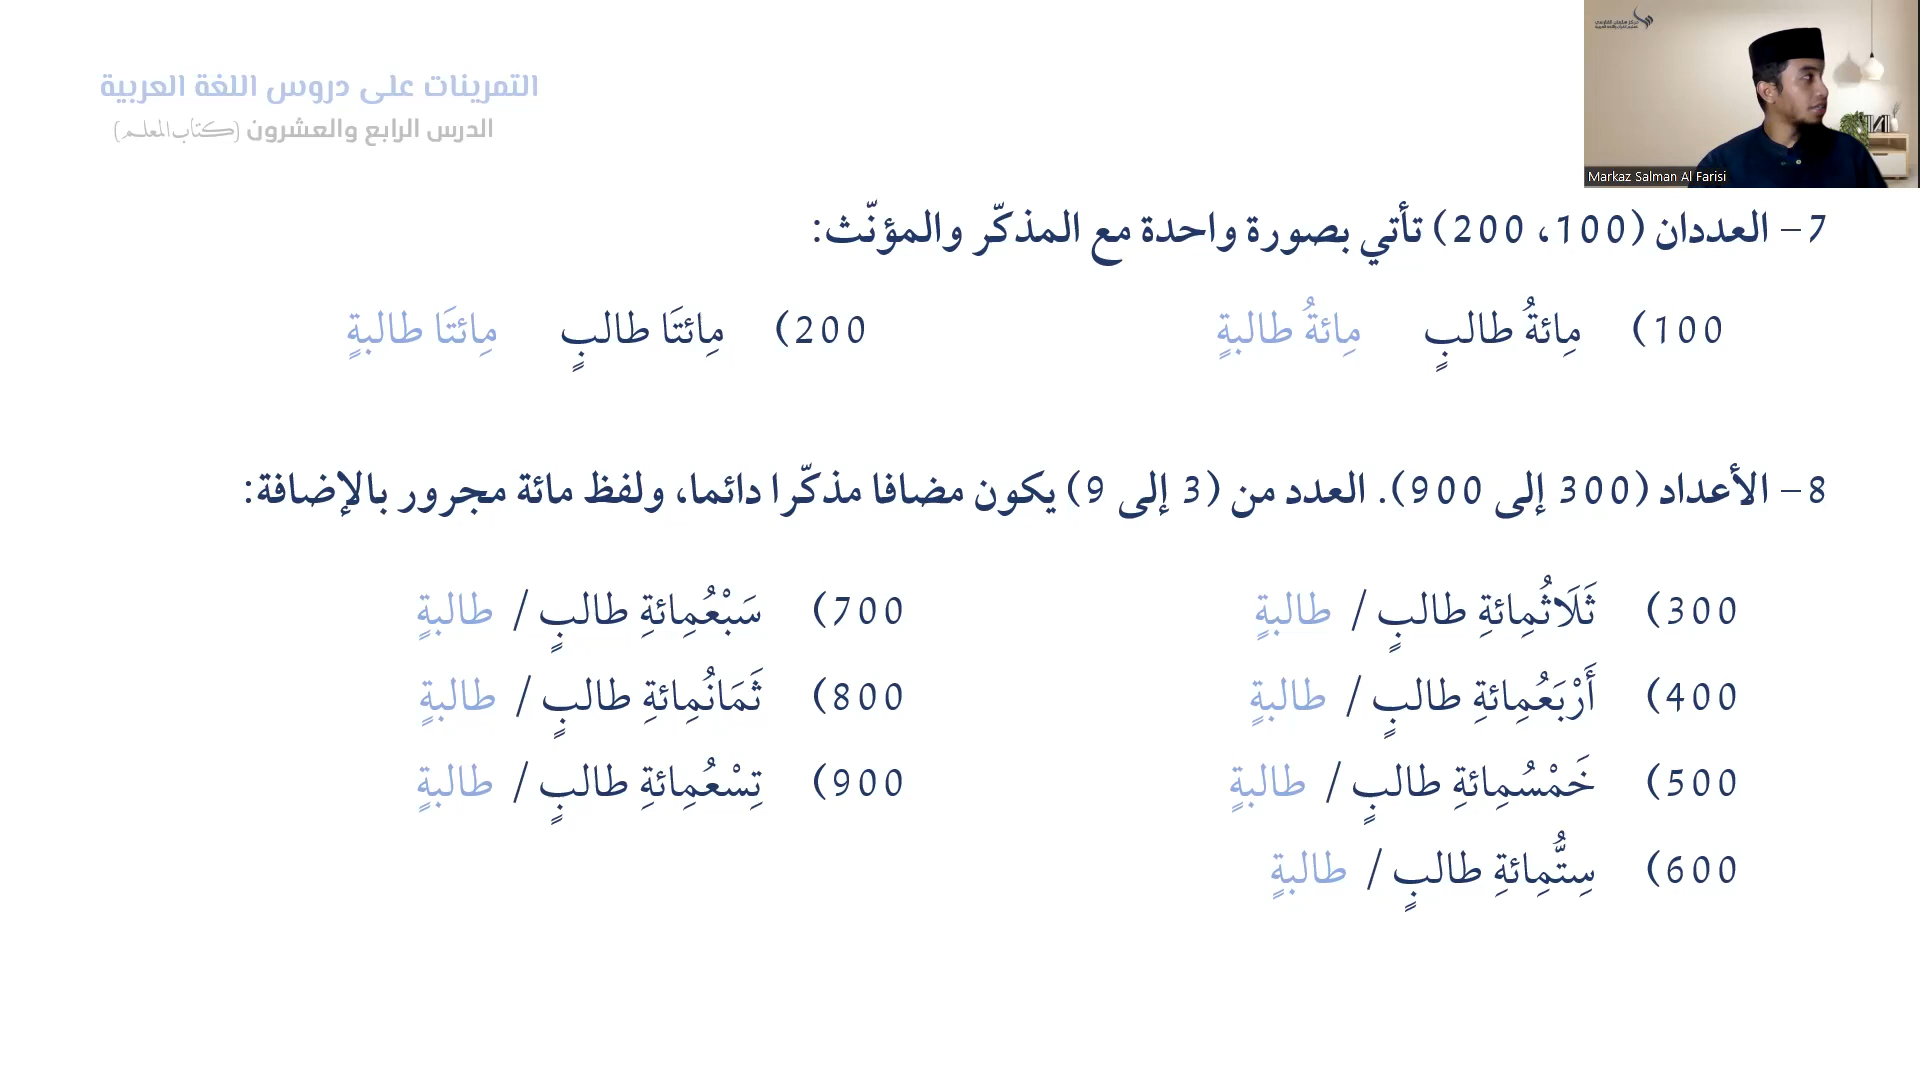 التمرينات على دروس اللغة العربية
الدرس الرابع والعشرون (كتاب المعلم)
Markaz Salman Al Farisi
7– العددان (100، 200) تأتي بصورة واحدة مع المذكّر والمؤنّث:
100) مِائةُ طالبٍ مِائةُ طالبةٍ 200) مِائتَا طالبٍ مِائتَا طالبةٍ
8– الأعداد (300 إلى 900). العدد من (3 إلى 9) يكون مضافا مذكّرا دائما، ولفظ مائة مجرور بالإضافة:
300) ثَلَاثُمِائةِ طالبٍ / طالبةٍ 700) سَبْعُمِائةِ طالبٍ / طالبةٍ
400) أَرْبَعُمِائةِ طالبٍ / طالبةٍ 800) ثَمَانُمِائةِ طالبٍ / طالبةٍ
500) خَمْسُمِائةِ طالبٍ / طالبةٍ 900) تِسْعُمِائةِ طالبٍ / طالبةٍ
600) سِتُّمِائةِ طالبٍ / طالبةٍ